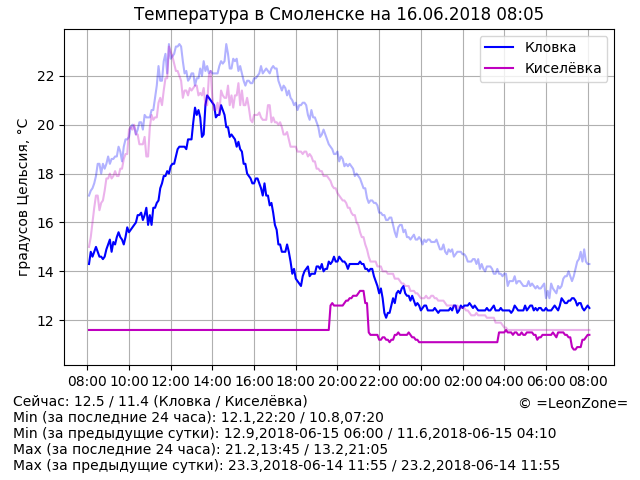 Температура в Смоленске на 16.06.2018 08:05
Кловка
Киселёвка
градусов Цельсия, °C
22
20
18
16
14
12
08:00 10:00 12:00 14:00 16:00 18:00 20:00 22:00 00:00 02:00 04:00 06:00 08:00
Сейчас: 12.5 / 11.4 (Кловка / Киселёвка)
© =LeonZone=
Min (за последние 24 часа): 12.1,22:20 / 10.8,07:20
Min (за предыдущие сутки): 12.9,2018-06-15 06:00 / 11.6,2018-06-15 04:10
Max (за последние 24 часа): 21.2,13:45 / 13.2,21:05
Max (за предыдущие сутки): 23.3,2018-06-14 11:55 / 23.2,2018-06-14 11:55